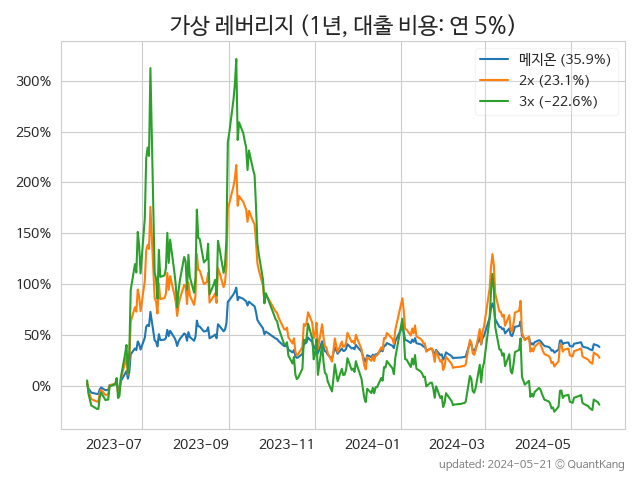 가상 레버리지 (1년, 대출 비용: 연 5%)
메지온 (35.9%)
2x (23.1%)
3x (−22.6%)
300%
250%
200%
150%
100%
50%
0%
2023-07
2023-09
2023-11
2024-01
2024-03
2024-05
updated: 2024-05-21 © QuantKang